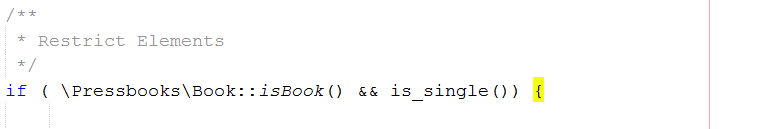 /**
 * Restrict Elements
 */
if ( \Pressbooks\Book::isBook() && is_single()) {